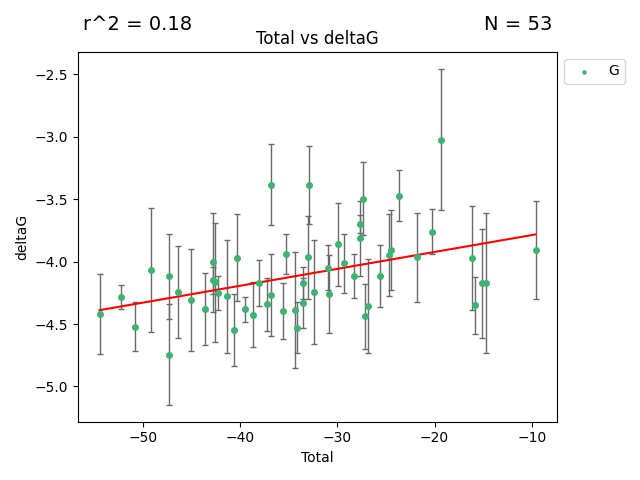 r^2 = 0.18
N = 53
Total vs deltaG
G
deltaG
−2.5
−3.0
−3.5
−4.0
−4.5
−5.0
−50
−40
−30
−20
−10
Total